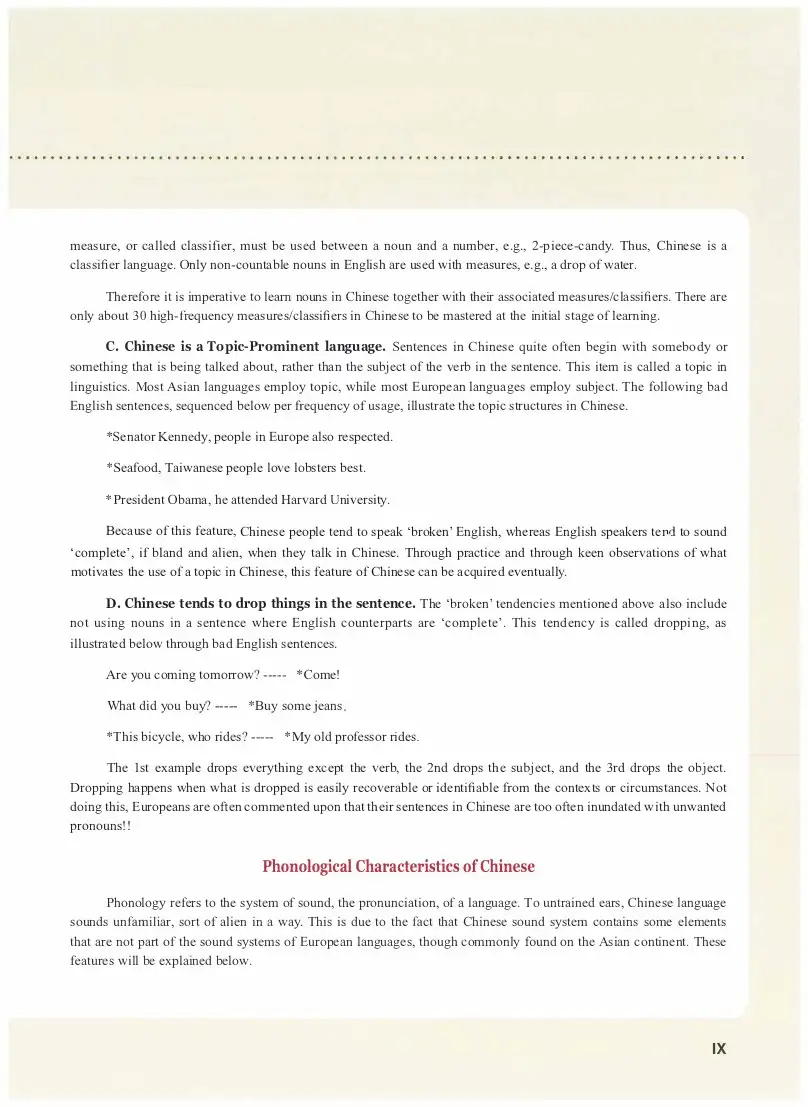 measure, or called classifier, must be used between a noun and a number, e.g., 2-piece-candy. Thus, Chinese is a
classifier language. Only non-countable nouns in English are used with measures, e.g., a drop of water.
Therefore it is imperative to learn nouns in Chinese together with their associated measures/classifiers. There are
only about 30 high-frequency measures/classifiers in Chinese to be mastered at the initial stage of learning.
C. Chinese is a Topic-Prominent language. Sentences in Chinese quite often begin with somebody or
something that is being talked about, rather than the subject of the verb in the sentence. This item is called a topic in
linguistics. Most Asian languages employ topic, while most European languages employ subject. The following bad
English sentences, sequenced below per frequency of usage, illustrate the topic structures in Chinese.
*Senator Kennedy, people in Europe also respected.
*Seafood, Taiwanese people love lobsters best.
*President Obama, he attended Harvard University.
Because of this feature, Chinese people tend to speak ‘broken’ English, whereas English speakers tend to sound
‘complete’, if bland and alien, when they talk in Chinese. Through practice and through keen observations of what
motivates the use of a topic in Chinese, this feature of Chinese can be acquired eventually.
D. Chinese tends to drop things in the sentence. The ‘broken’ tendencies mentioned above also include
not using nouns in a sentence where English counterparts are ‘complete’. This tendency is called dropping, as
illustrated below through bad English sentences.
Are you coming tomorrow? ----- *Come!
What did you buy? ----- *Buy some jeans.
*This bicycle, who rides? ----- *My old professor rides.
The 1st example drops everything except the verb, the 2nd drops the subject, and the 3rd drops the object.
Dropping happens when what is dropped is easily recoverable or identifiable from the contexts or circumstances. Not
doing this, Europeans are often commented upon that their sentences in Chinese are too often inundated with unwanted
pronouns!!
Phonological Characteristics of Chinese
Phonology refers to the system of sound, the pronunciation, of a language. To untrained ears, Chinese language
sounds unfamiliar, sort of alien in a way. This is due to the fact that Chinese sound system contains some elements
that are not part of the sound systems of European languages, though commonly found on the Asian continent. These
features will be explained below.
IX